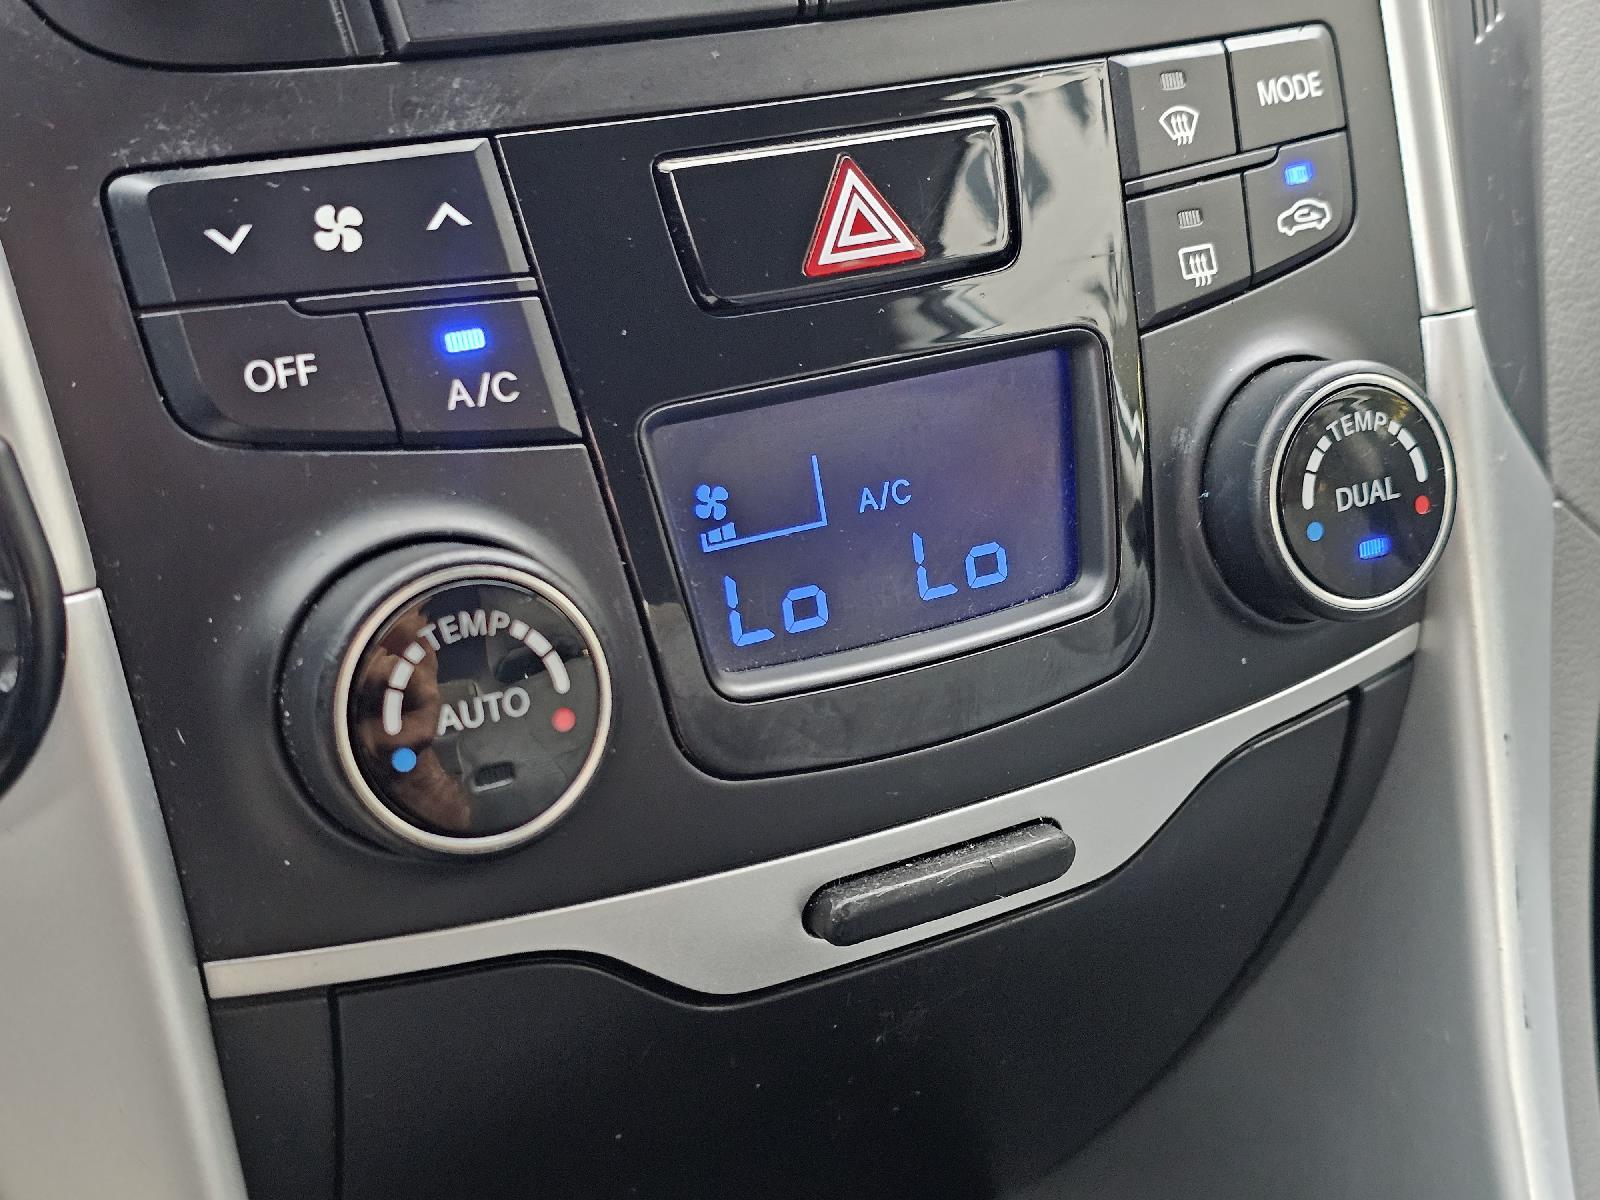 MODE
OFF
A/C
A/C
Lo Lo
TEMP
DUAL
TEMP
AUTO